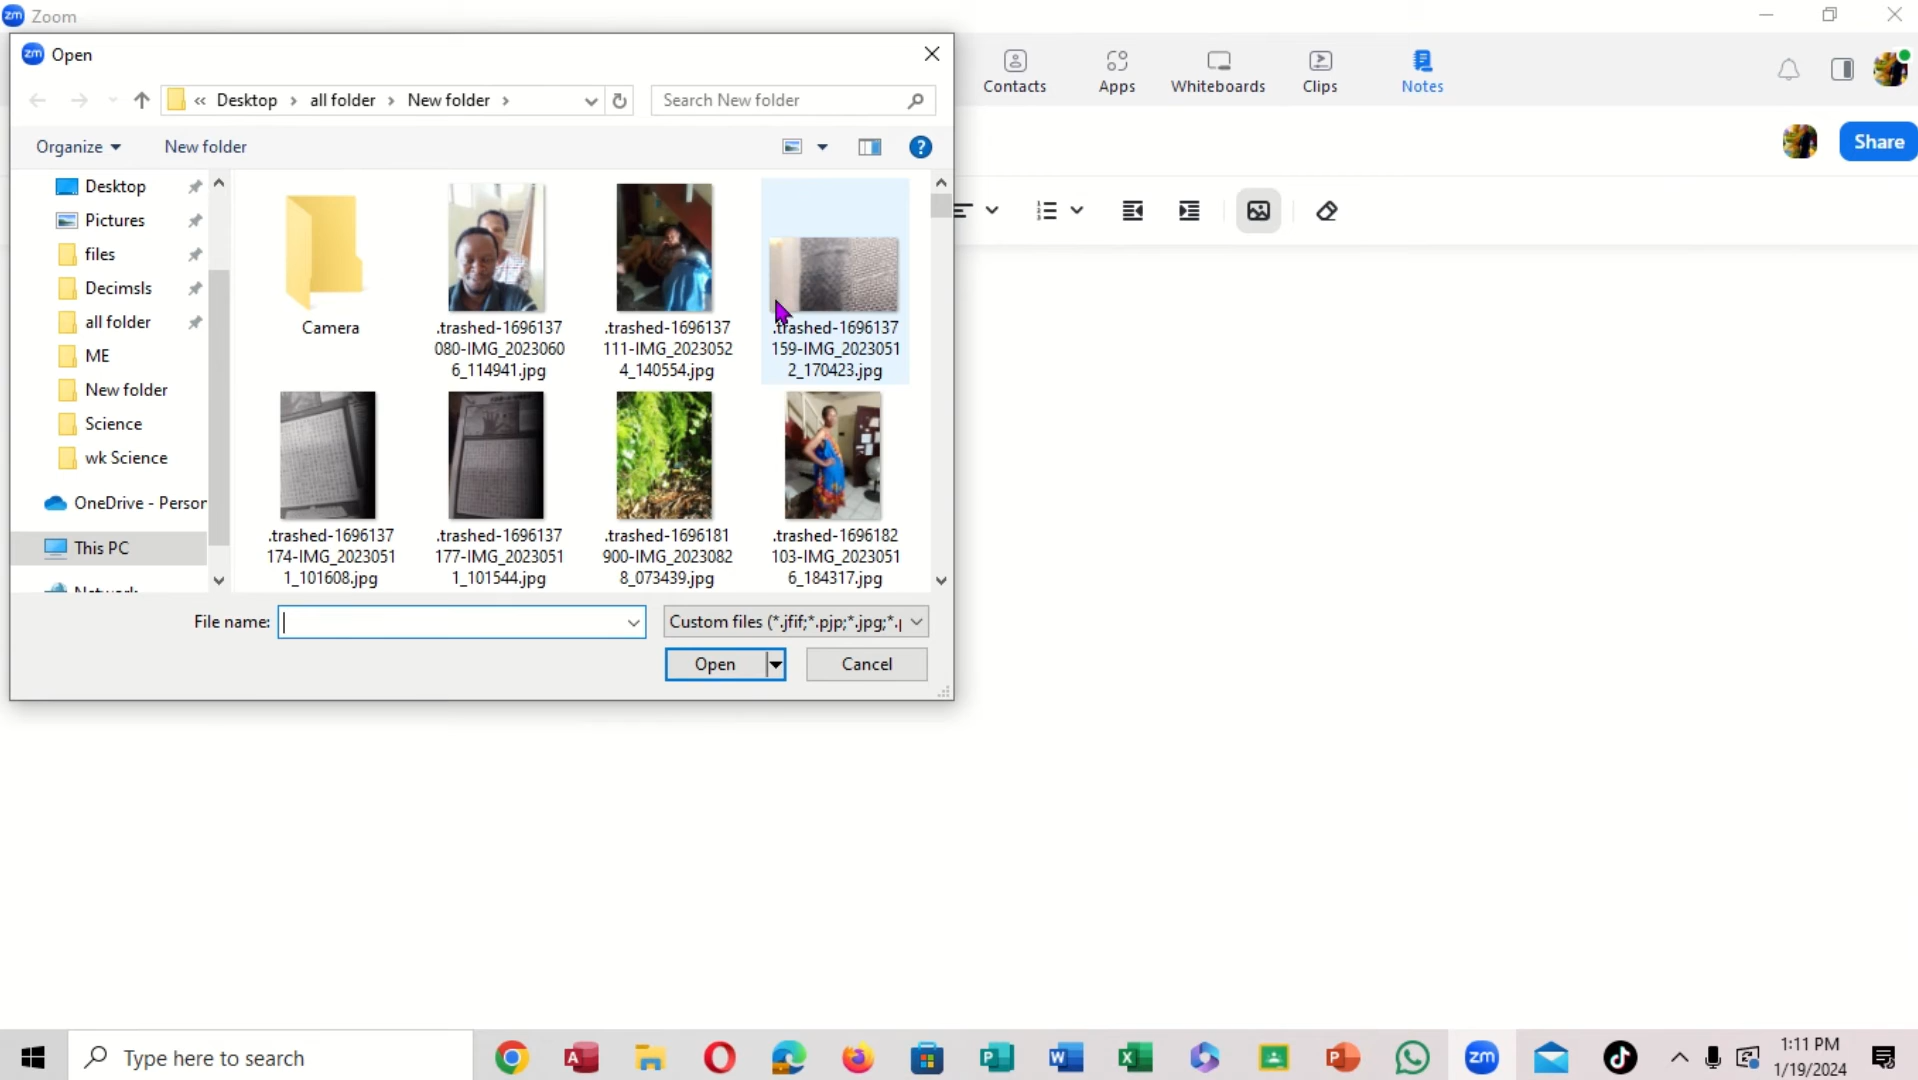 zm Zoom
zm Open
Contacts
Apps
Whiteboards
Clips
Notes
« Desktop › all folder › New folder ›
Search New folder
Share
Organize
New folder
?
Desktop
Pictures
files
Decimsls
all folder
ME
New folder
Science
wk Science
OneDrive - Person
This PC
Network
Camera
.trashed-1696137
080-IMG_2023060
6_114941.jpg
.trashed-1696137
111-IMG_2023052
4_140554.jpg
.trashed-1696137
159-IMG_2023051
2_170423.jpg
.trashed-1696137
174-IMG_2023051
1_101608.jpg
.trashed-1696137
177-IMG_2023051
1_101544.jpg
.trashed-1696181
900-IMG_2023082
8_073439.jpg
.trashed-1696182
103-IMG_2023051
6_184317.jpg
File name:
Custom files (*.jfif;*.pjp;*.jpg;*.p
Open
Cancel
Type here to search
zm
1:11 PM
1/19/2024